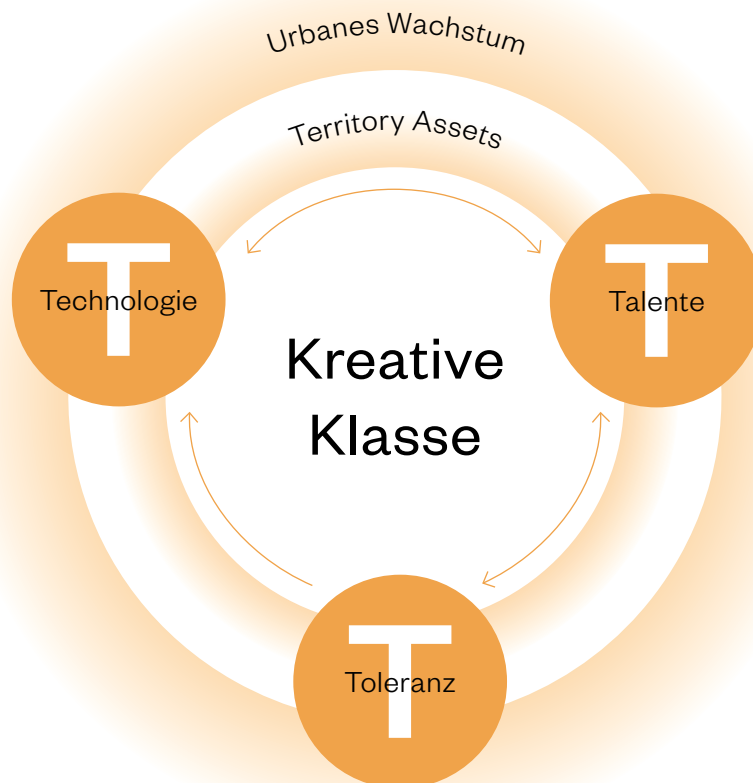 Urbanes Wachstum
Territory Assets
T
Technologie
T
Talente
Kreative
Klasse
T
Toleranz